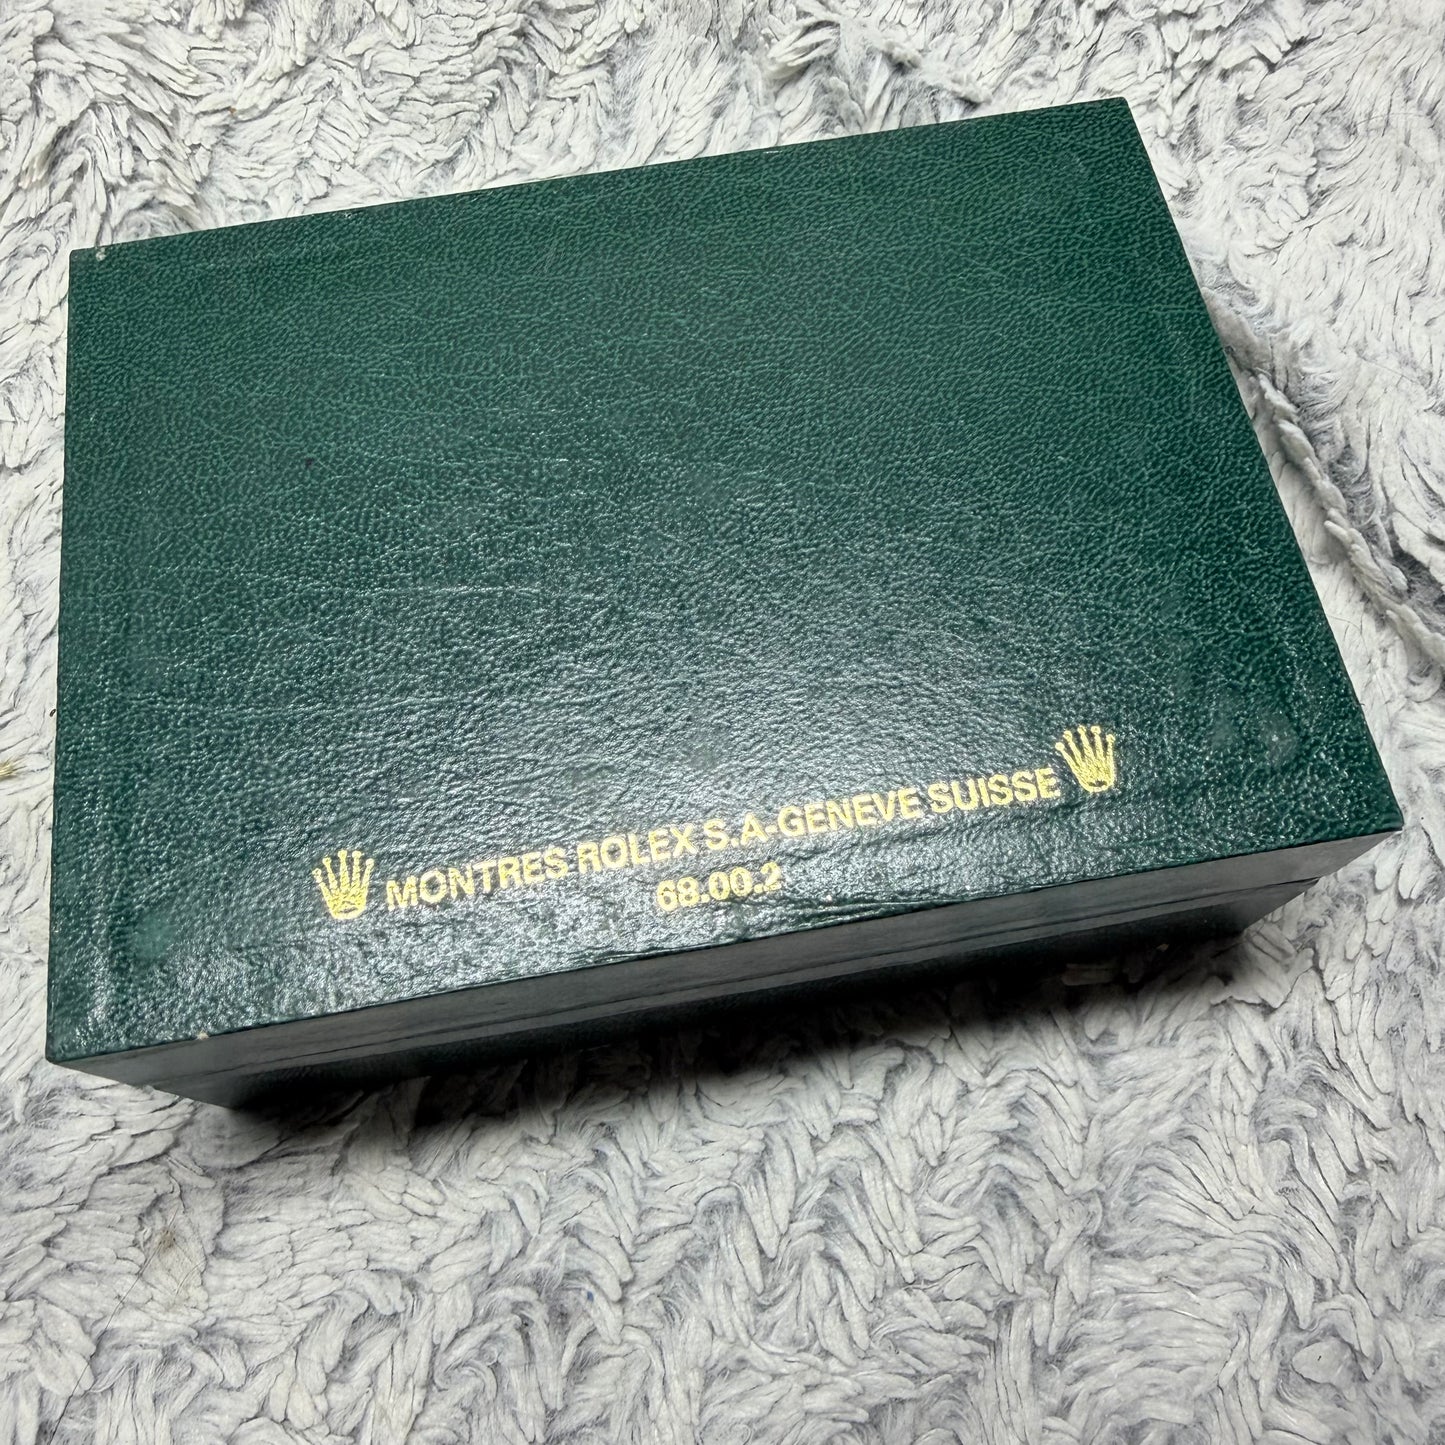 MONTRES ROLEX S.A-GENEVE SUISSE
68.00.2